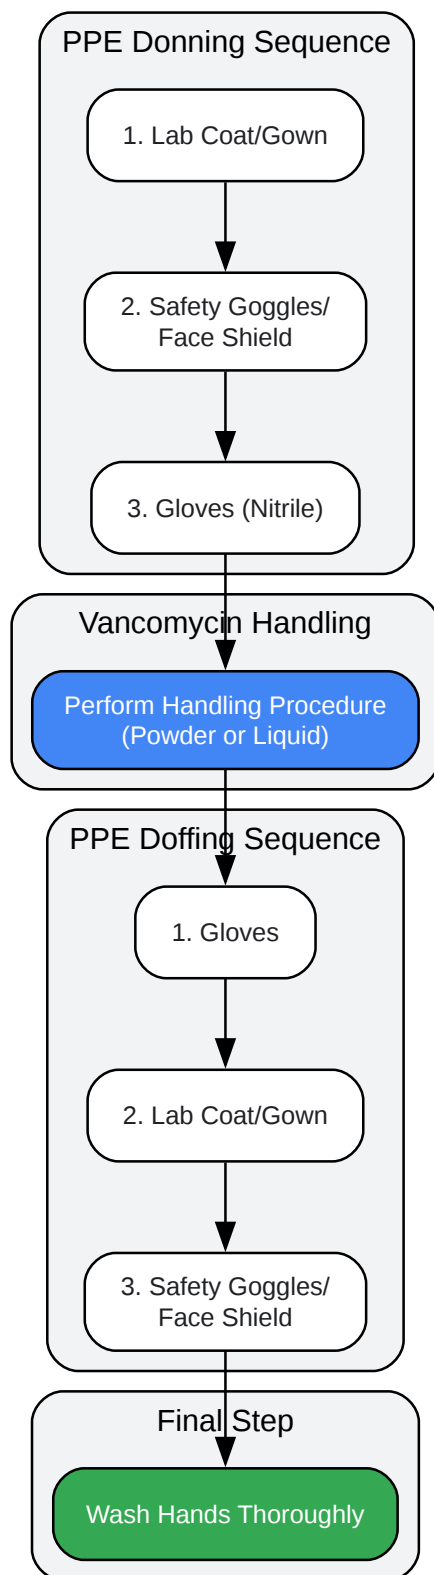 PPE Donning Sequence
1. Lab Coat/Gown
2. Safety Goggles/
Face Shield
3. Gloves (Nitrile)
Vancomycin Handling
Perform Handling Procedure
(Powder or Liquid)
PPE Doffing Sequence
1. Gloves
2. Lab Coat/Gown
3. Safety Goggles/
Face Shield
Final Step
Wash Hands Thoroughly